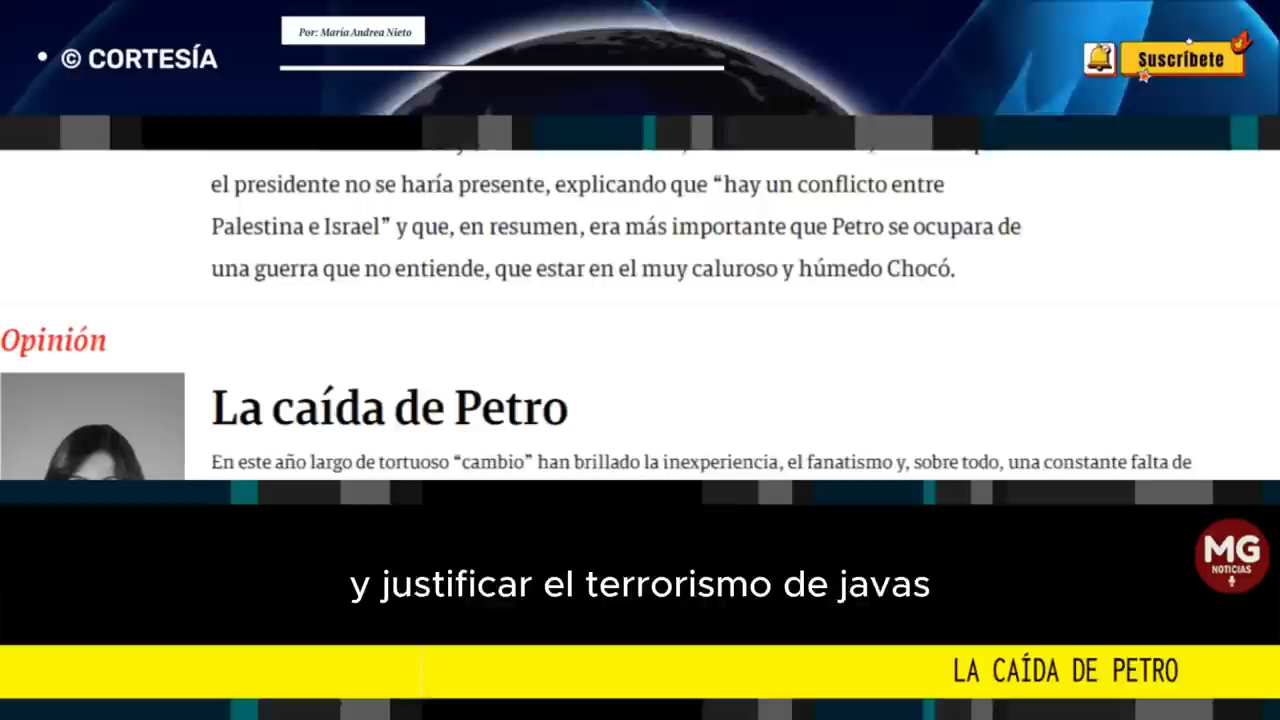 • © CORTESÍA
Por: María Andrea Nieto
Suscríbete
el presidente no se haría presente, explicando que “hay un conflicto entre
Palestina e Israel” y que, en resumen, era más importante que Petro se ocupara de
una guerra que no entiende, que estar en el muy caluroso y húmedo Chocó.
Opinión
La caída de Petro
En este año largo de tortuoso “cambio” han brillado la inexperiencia, el fanatismo y, sobre todo, una constante falta de
MG
NOTICIAS
y justificar el terrorismo de javas
LA CAÍDA DE PETRO